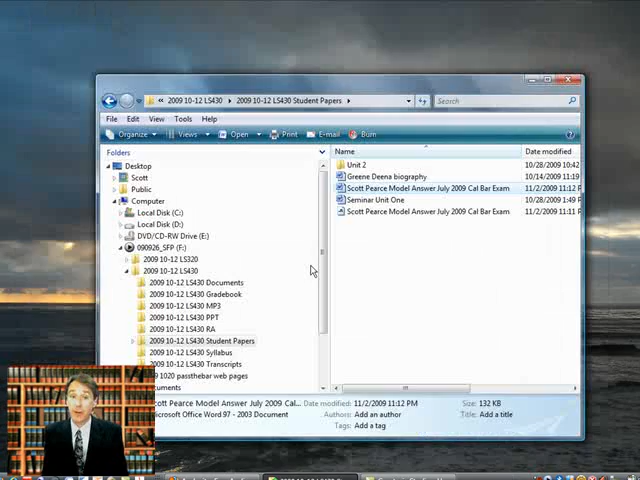 « 2009 10-12 LS430 › 2009 10-12 LS430 Student Papers ›
Search
File Edit View Tools Help
Organize Views Open Print E-mail Burn
Folders
Name Date modified
Desktop
Scott
Public
Computer
Local Disk (C:)
Local Disk (D:)
DVD/CD-RW Drive (E:)
090926_SFP (F:)
2009 10-12 LS320
2009 10-12 LS430
2009 10-12 LS430 Documents
2009 10-12 LS430 Gradebook
2009 10-12 LS430 MP3
2009 10-12 LS430 PPT
2009 10-12 LS430 RA
2009 10-12 LS430 Student Papers
2009 10-12 LS430 Syllabus
2009 10-12 LS430 Transcripts
1020 passthebar web pages
Unit 2 10/28/2009 10:42
Greene Deena biography 10/14/2009 11:19
Scott Pearce Model Answer July 2009 Cal Bar Exam 11/2/2009 11:12 P
Seminar Unit One 10/28/2009 1:49 P
Scott Pearce Model Answer July 2009 Cal Bar Exam 11/2/2009 11:11 P
cott Pearce Model Answer July 2009 Cal... Date modified: 11/2/2009 11:12 PM Size: 132 KB
icrosoft Office Word 97 - 2003 Document Authors: Add an author Title: Add a title
Tags: Add a tag